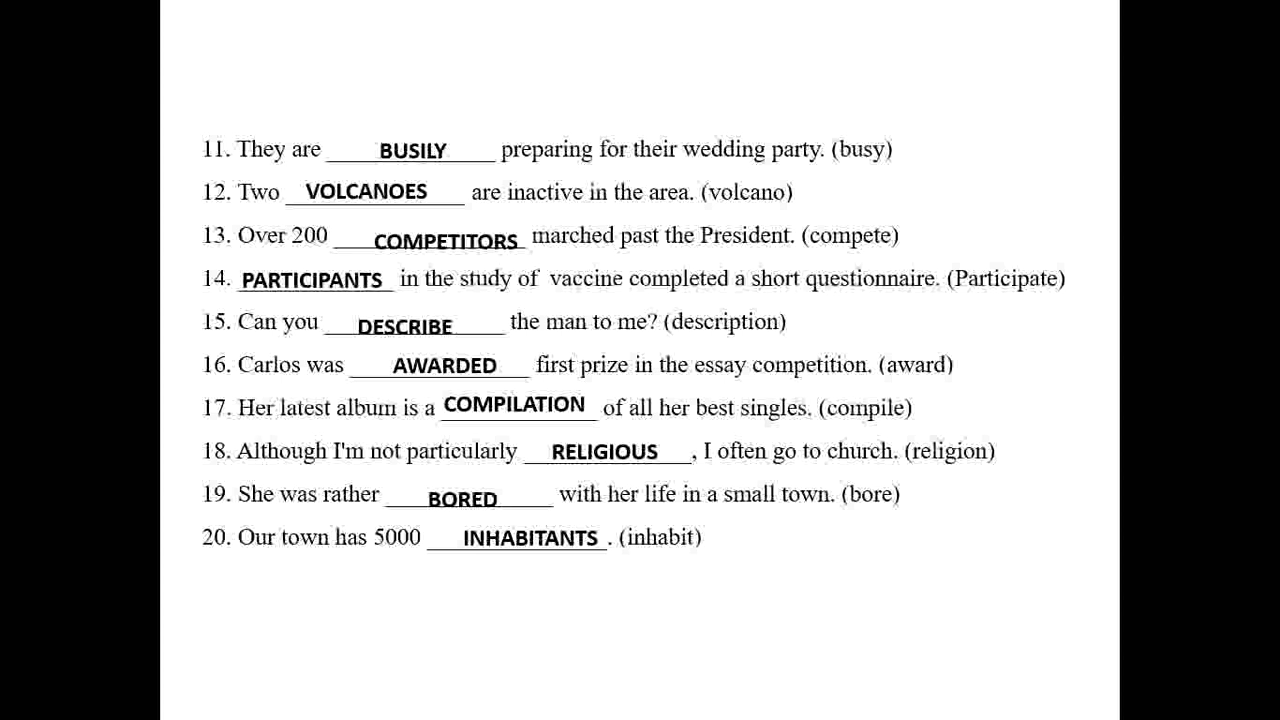 11. They are BUSILY preparing for their wedding party. (busy)
12. Two VOLCANOES are inactive in the area. (volcano)
13. Over 200 COMPETITORS marched past the President. (compete)
14. PARTICIPANTS in the study of vaccine completed a short questionnaire. (Participate)
15. Can you DESCRIBE the man to me? (description)
16. Carlos was AWARDED first prize in the essay competition. (award)
17. Her latest album is a COMPILATION of all her best singles. (compile)
18. Although I'm not particularly RELIGIOUS, I often go to church. (religion)
19. She was rather BORED with her life in a small town. (bore)
20. Our town has 5000 INHABITANTS. (inhabit)